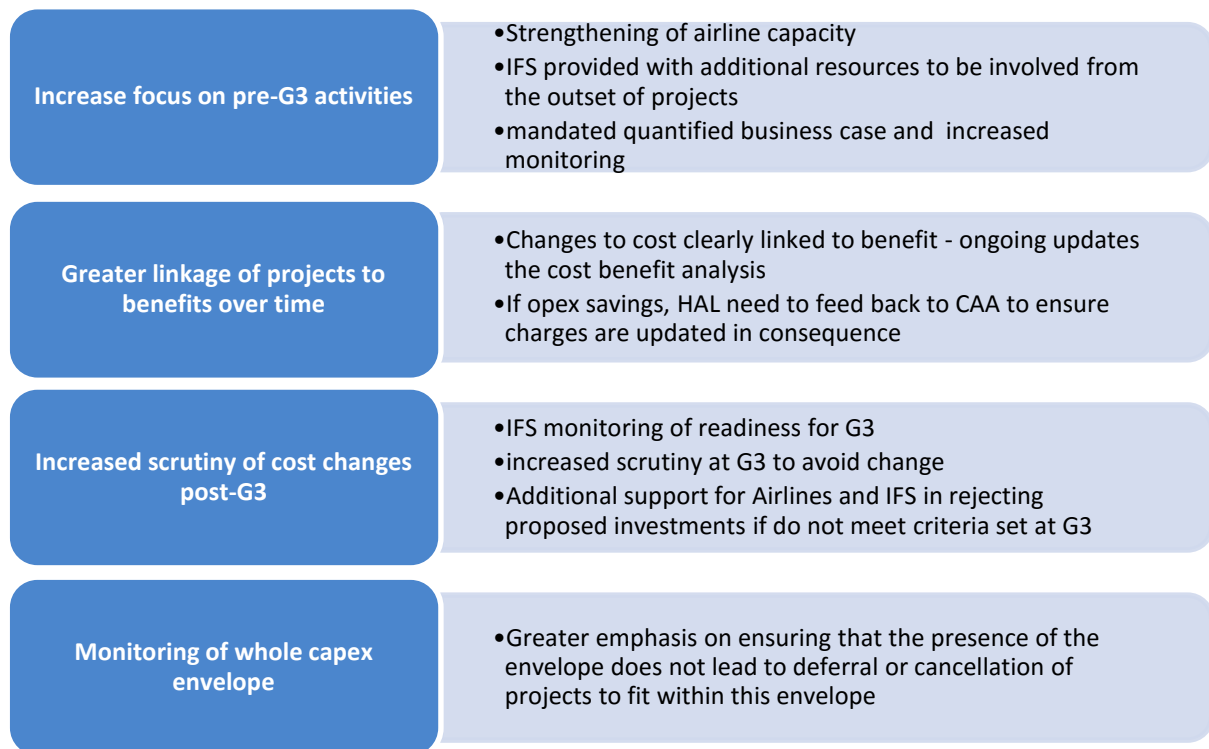 Increase focus on pre-G3 activities
•Strengthening of airline capacity
•IFS provided with additional resources to be involved from
the outset of projects
•mandated quantified business case and  increased
monitoring
Greater linkage of projects to
benefits over time
•Changes to cost clearly linked to benefit - ongoing updates
the cost benefit analysis
•If opex savings, HAL need to feed back to CAA to ensure
charges are updated in consequence
Increased scrutiny of cost changes
post-G3
•IFS monitoring of readiness for G3
•increased scrutiny at G3 to avoid change
•Additional support for Airlines and IFS in rejecting
proposed investments if do not meet criteria set at G3
Monitoring of whole capex
envelope
•Greater emphasis on ensuring that the presence of the
envelope does not lead to deferral or cancellation of
projects to fit within this envelope